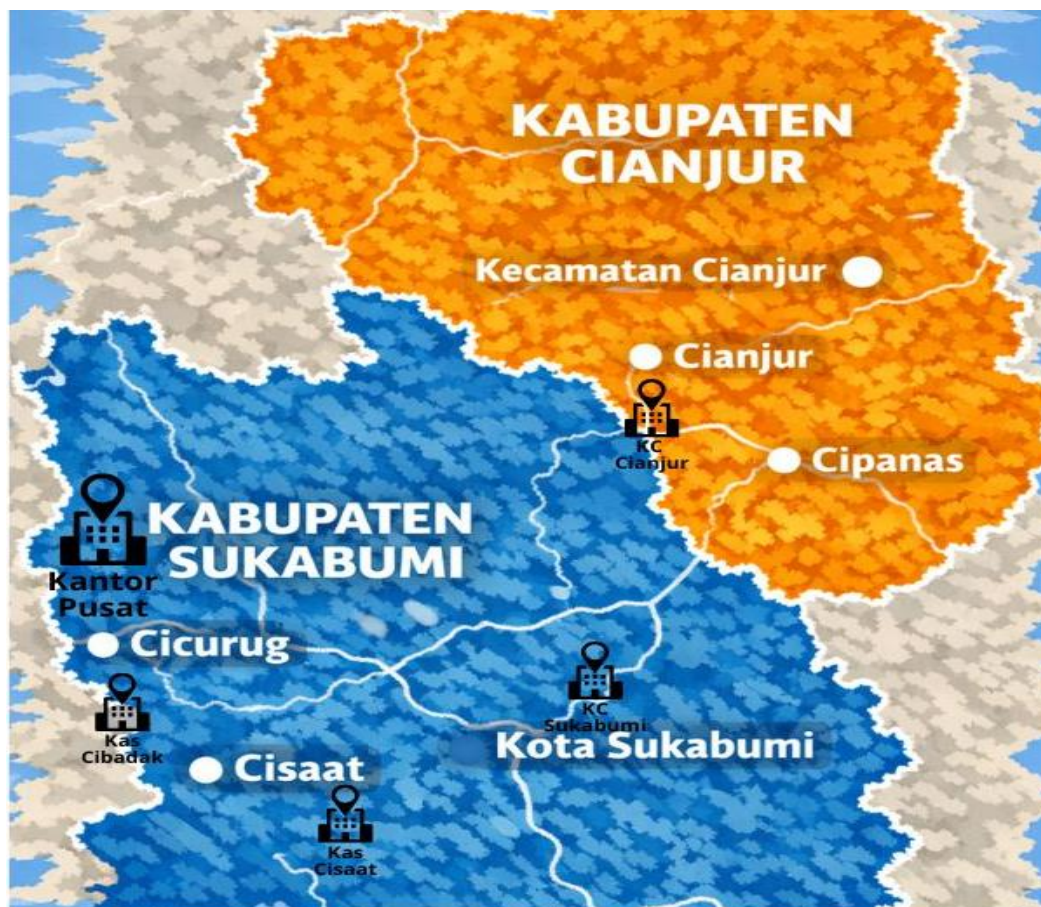 KABUPATEN
CIANJUR
Kecamatan Cianjur
Cianjur
KC
Cianjur
Cipanas
KABUPATEN
SUKABUMI
Kantor
Pusat
Cicurug
KC
Sukabumi
Kas
Cibadak
Kota Sukabumi
Cisaat
Kas
Cisaat